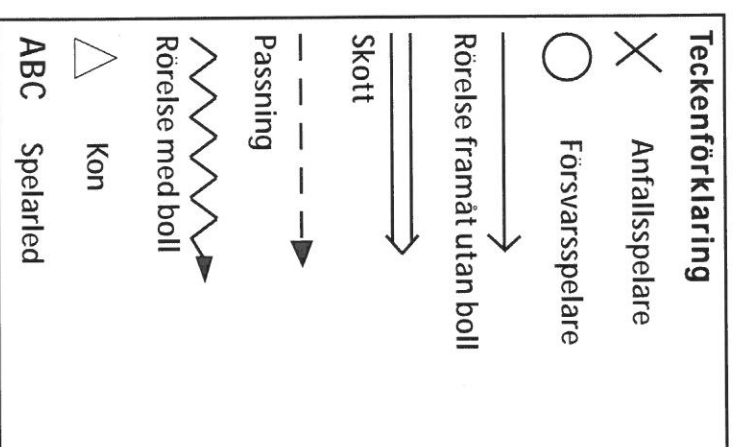 Teckenförklaring
Anfallsspelare
Försvarsspelare
Rörelse framåt utan boll
Skott
Passning
Rörelse med boll
Kon
ABC Spelarled